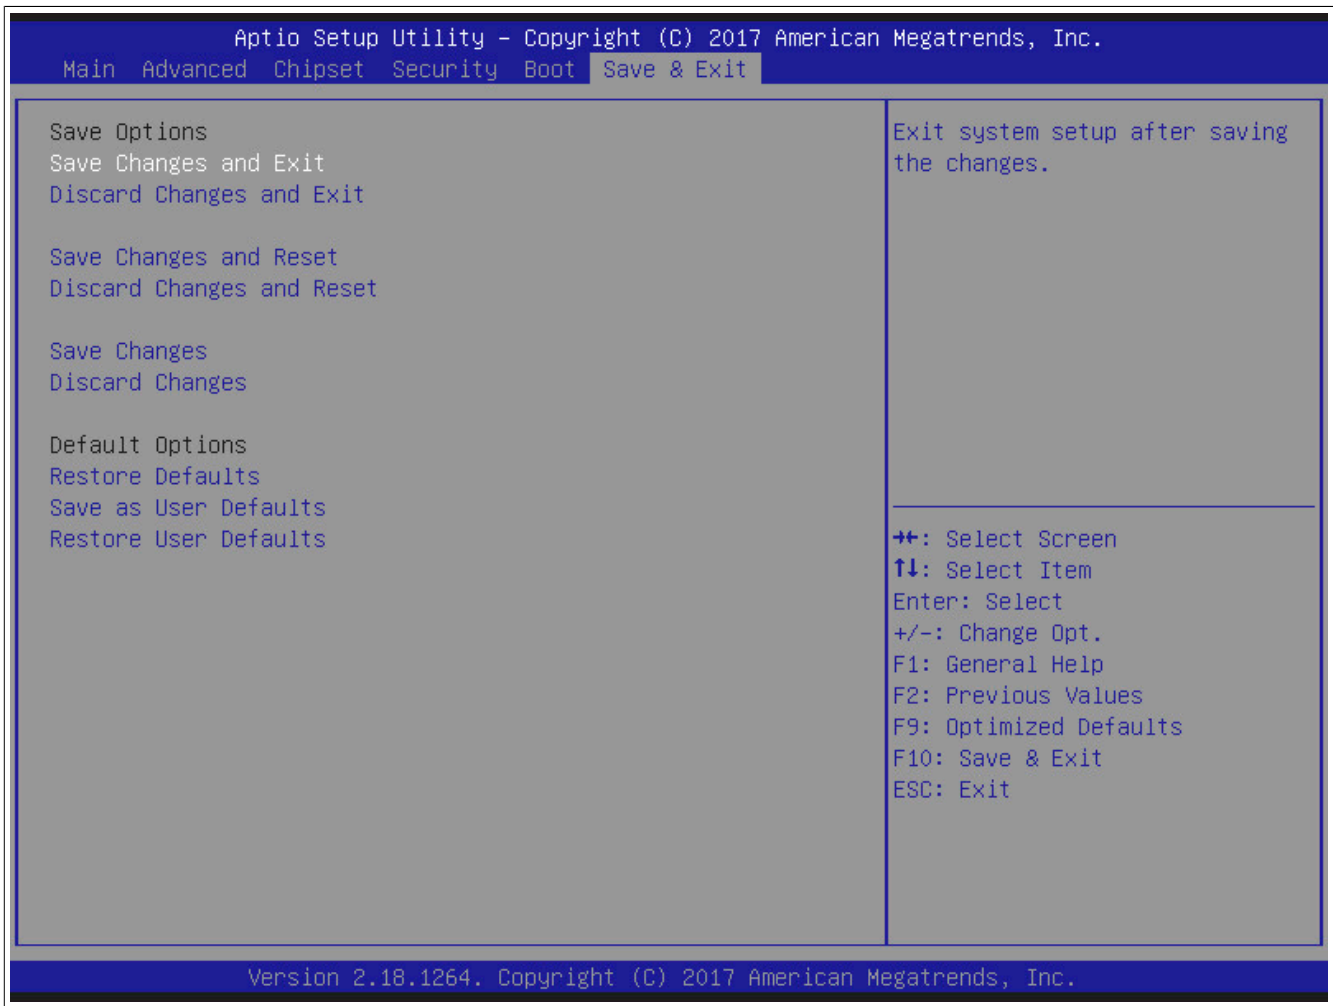 Aptio Setup Utility – Copyright (C) 2017 American Megatrends, Inc.
Main Advanced Chipset Security Boot Save & Exit
Save Options
Save Changes and Exit
Discard Changes and Exit
Save Changes and Reset
Discard Changes and Reset
Save Changes
Discard Changes
Default Options
Restore Defaults
Save as User Defaults
Restore User Defaults
Exit system setup after saving
the changes.
→←: Select Screen
↑↓: Select Item
Enter: Select
+/-: Change Opt.
F1: General Help
F2: Previous Values
F9: Optimized Defaults
F10: Save & Exit
ESC: Exit
Version 2.18.1264. Copyright (C) 2017 American Megatrends, Inc.